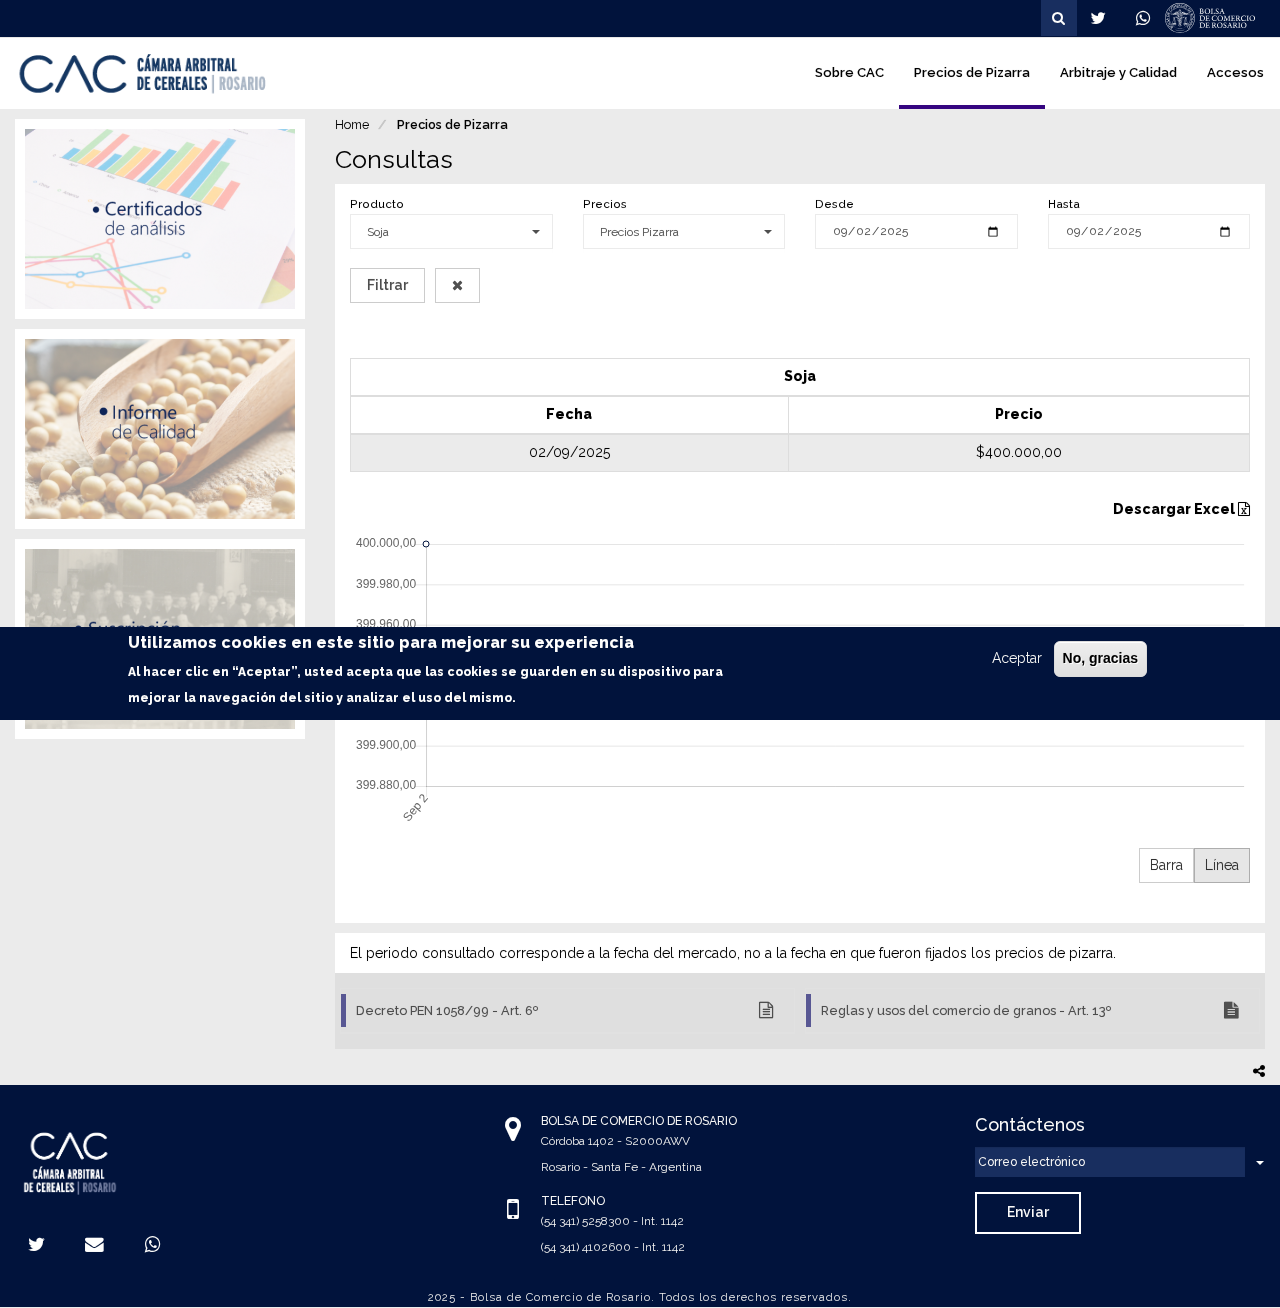 BOLSA
DE COMERCIO
DE ROSARIO
CAC CÁMARA ARBITRAL
DE CEREALES | ROSARIO
Sobre CAC
Precios de Pizarra
Arbitraje y Calidad
Accesos
• Certificados
de análisis
• Informe
de Calidad
• Suscripción
Home / Precios de Pizarra
Consultas
Producto
Soja
Precios
Precios Pizarra
Desde
09/02/2025
Hasta
09/02/2025
Filtrar ✖
Soja
Fecha Precio
02/09/2025 $400.000,00
Descargar Excel
400.000,00
399.980,00
399.960,00
Utilizamos cookies en este sitio para mejorar su experiencia
Al hacer clic en “Aceptar”, usted acepta que las cookies se guarden en su dispositivo para
mejorar la navegación del sitio y analizar el uso del mismo.
Aceptar
No, gracias
399.900,00
399.880,00
Sep 2
Barra Línea
El periodo consultado corresponde a la fecha del mercado, no a la fecha en que fueron fijados los precios de pizarra.
Decreto PEN 1058/99 - Art. 6º
Reglas y usos del comercio de granos - Art. 13º
CAC
CÁMARA ARBITRAL
DE CEREALES | ROSARIO
BOLSA DE COMERCIO DE ROSARIO
Córdoba 1402 - S2000AWV
Rosario - Santa Fe - Argentina
TELEFONO
(54 341) 5258300 - Int. 1142
(54 341) 4102600 - Int. 1142
Contáctenos
Correo electrónico
Enviar
2025 - Bolsa de Comercio de Rosario. Todos los derechos reservados.